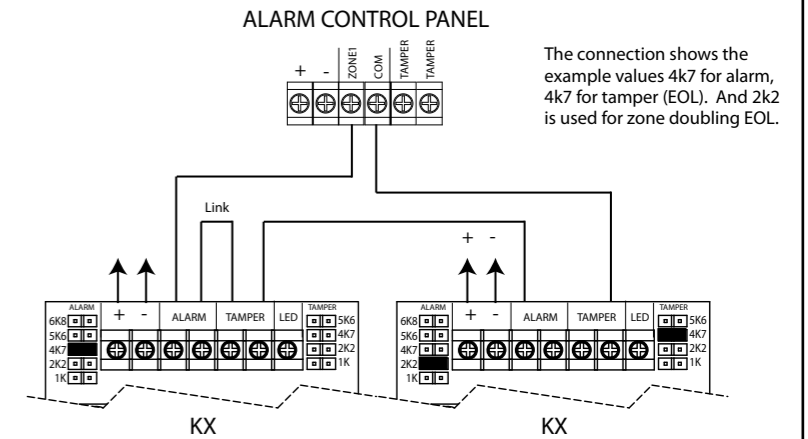 ALARM CONTROL PANEL
+ - ZONE1 COM TAMPER TAMPER
The connection shows the
example values 4k7 for alarm,
4k7 for tamper (EOL). And 2k2
is used for zone doubling EOL.
Link
+ -
ALARM
+ - ALARM TAMPER LED
TAMPER
6K8
5K6
4K7
2K2
1K
5K6
4K7
2K2
1K
KX
ALARM
+ - ALARM TAMPER LED
TAMPER
6K8
5K6
4K7
2K2
1K
5K6
4K7
2K2
1K
KX